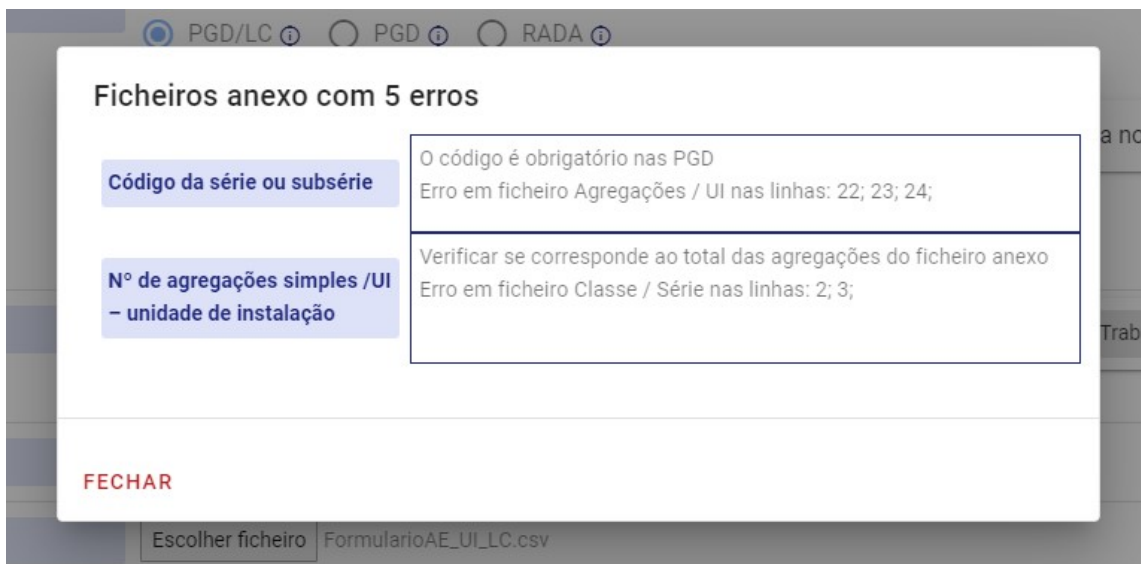 PGD/LC PGD RADA
Ficheiros anexo com 5 erros
a no
Código da série ou subsérie
O código é obrigatório nas PGD
Erro em ficheiro Agregações / UI nas linhas: 22; 23; 24;
Nº de agregações simples /UI
– unidade de instalação
Verificar se corresponde ao total das agregações do ficheiro anexo
Erro em ficheiro Classe / Série nas linhas: 2; 3;
Trab
FECHAR
Escolher ficheiro FormularioAE_UI_LC.csv